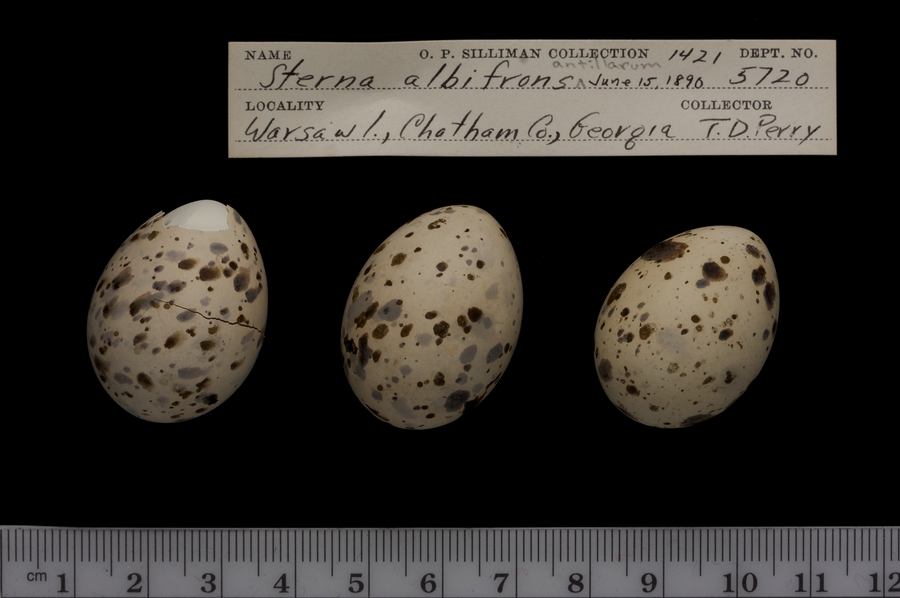 NAME O. P. SILLIMAN COLLECTION 1421 DEPT. NO.
antillarum
Sterna albifrons ^ June 15, 1890 5720
LOCALITY COLLECTOR
Warsaw I., Chatham Co., Georgia T. D. Perry
cm 1 2 3 4 5 6 7 8 9 10 11 12